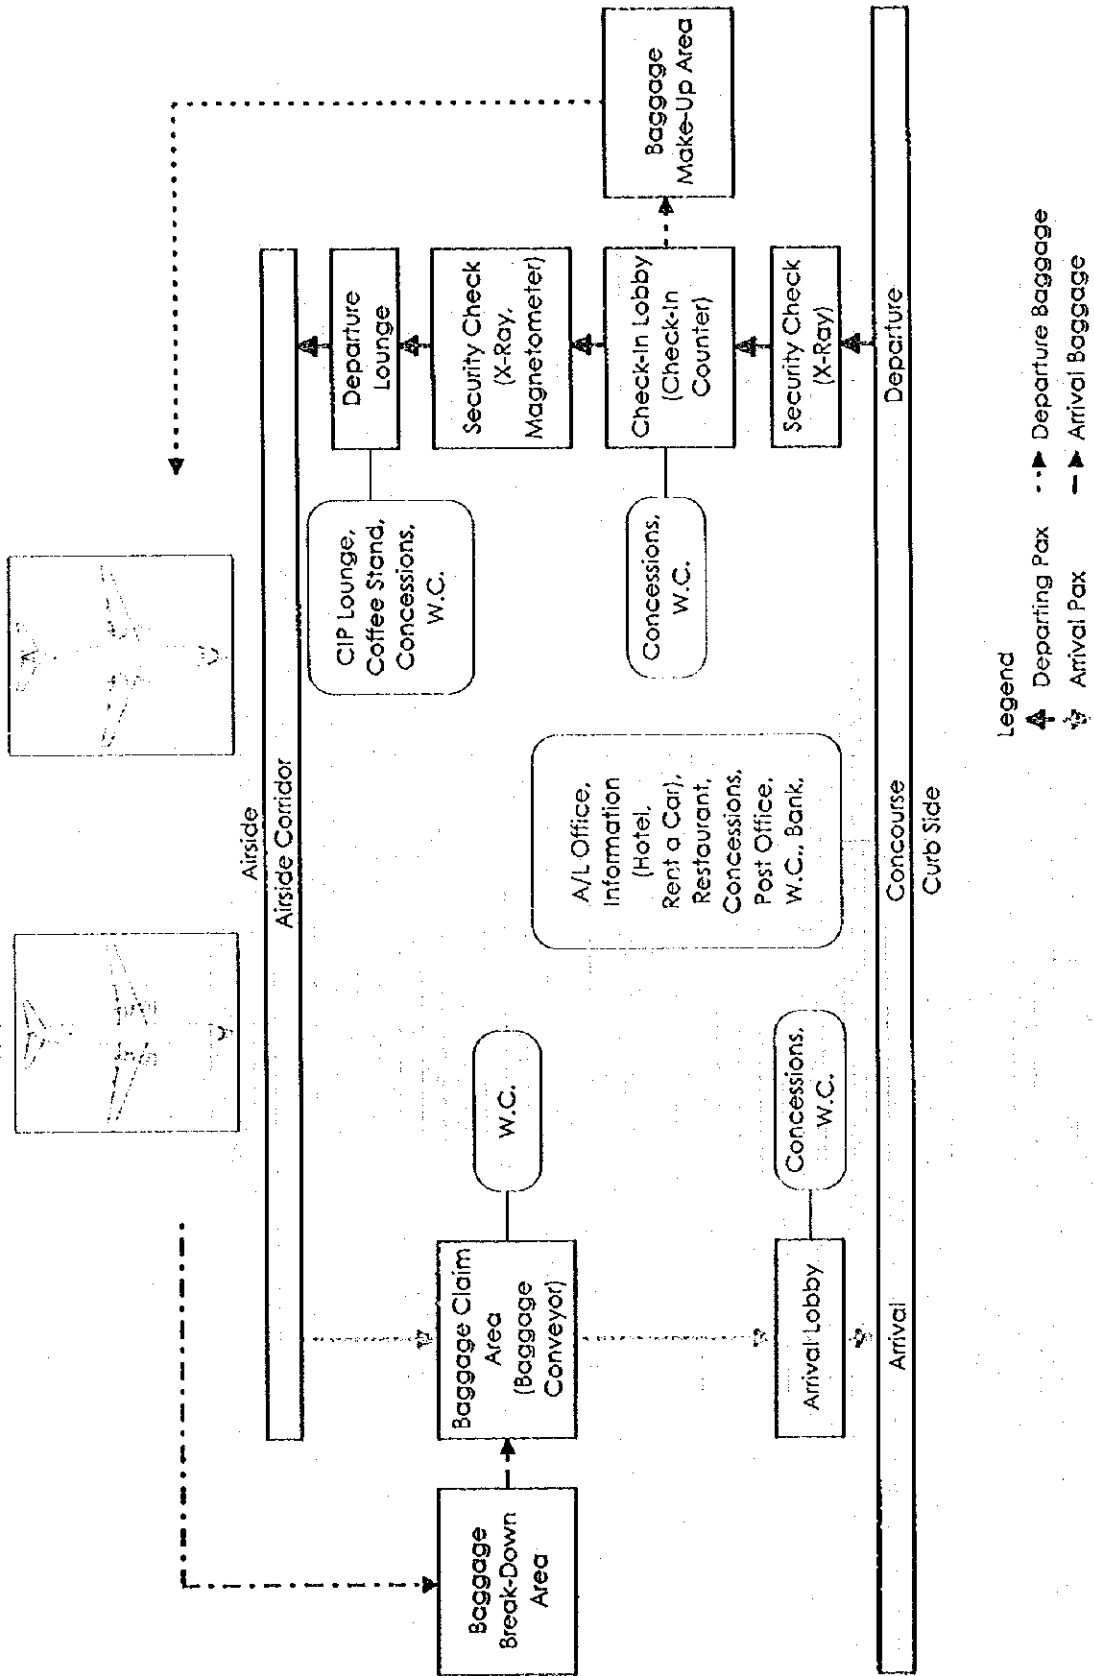 Airside
Airside Corridor
Baggage
Break-Down
Area
Baggage Claim
Area
(Baggage
Conveyor)
W.C.
Arrival Lobby
Concessions,
W.C.
A/L Office,
Information
(Hotel,
Rent a Car),
Restaurant,
Concessions,
Post Office,
W.C., Bank,
CIP Lounge,
Coffee Stand,
Concessions,
W.C.
Concessions,
W.C.
Departure
Lounge
Security Check
(X-Ray,
Magnetometer)
Check-In Lobby
(Check-In
Counter)
Security Check
(X-Ray)
Baggage
Make-Up Area
Arrival
Concourse
Departure
Curb Side
Legend
Departing Pax
Departure Baggage
Arrival Pax
Arrival Baggage